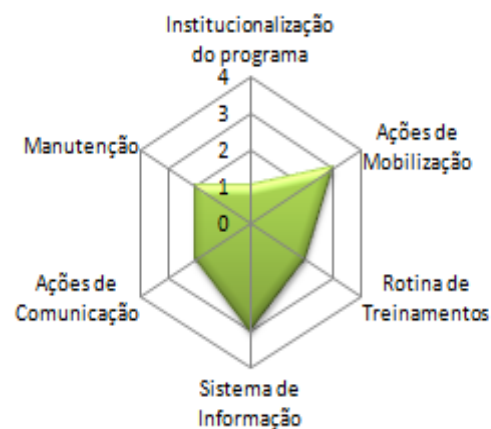 Institucionalização
do programa
4
3
2
1
0
Ações de
Mobilização
Rotina de
Treinamentos
Sistema de
Informação
Ações de
Comunicação
Manutenção